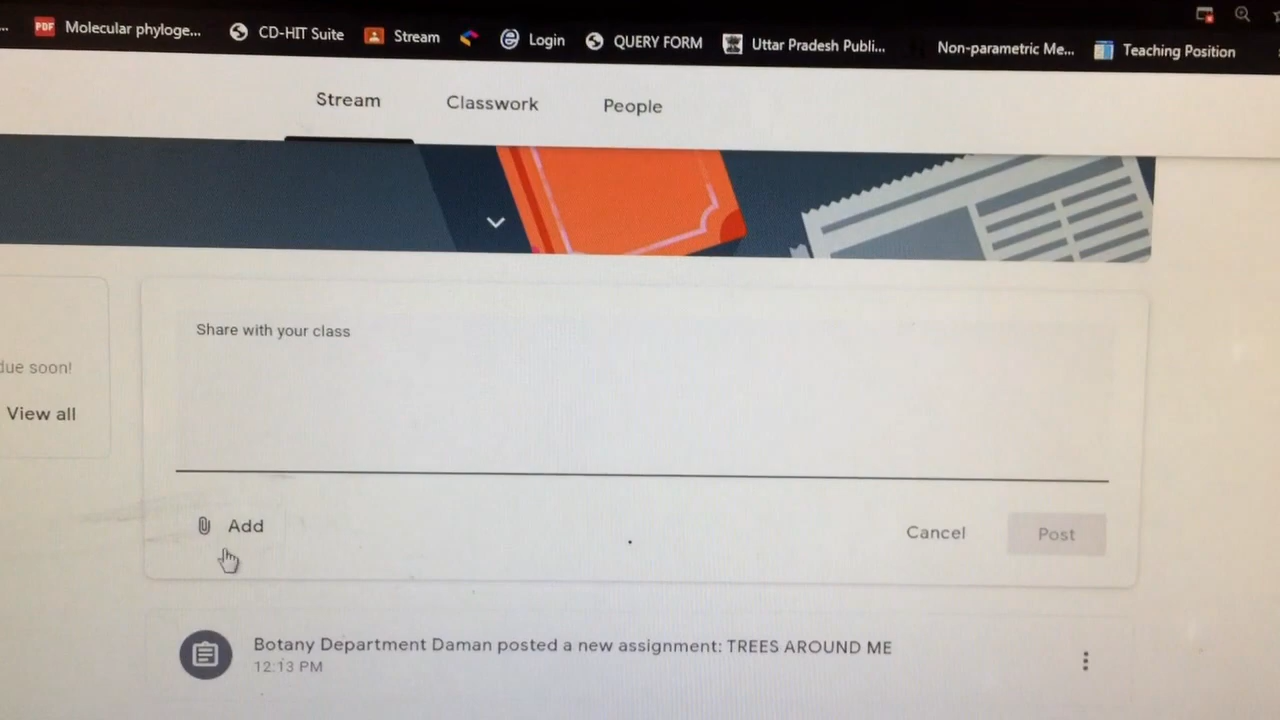 ... PDF Molecular phyloge... CD-HIT Suite Stream Login QUERY FORM Uttar Pradesh Publi... Non-parametric Me... Teaching Position
Stream Classwork People
Share with your class
due soon!
View all
Add Cancel Post
Botany Department Daman posted a new assignment: TREES AROUND ME
12:13 PM